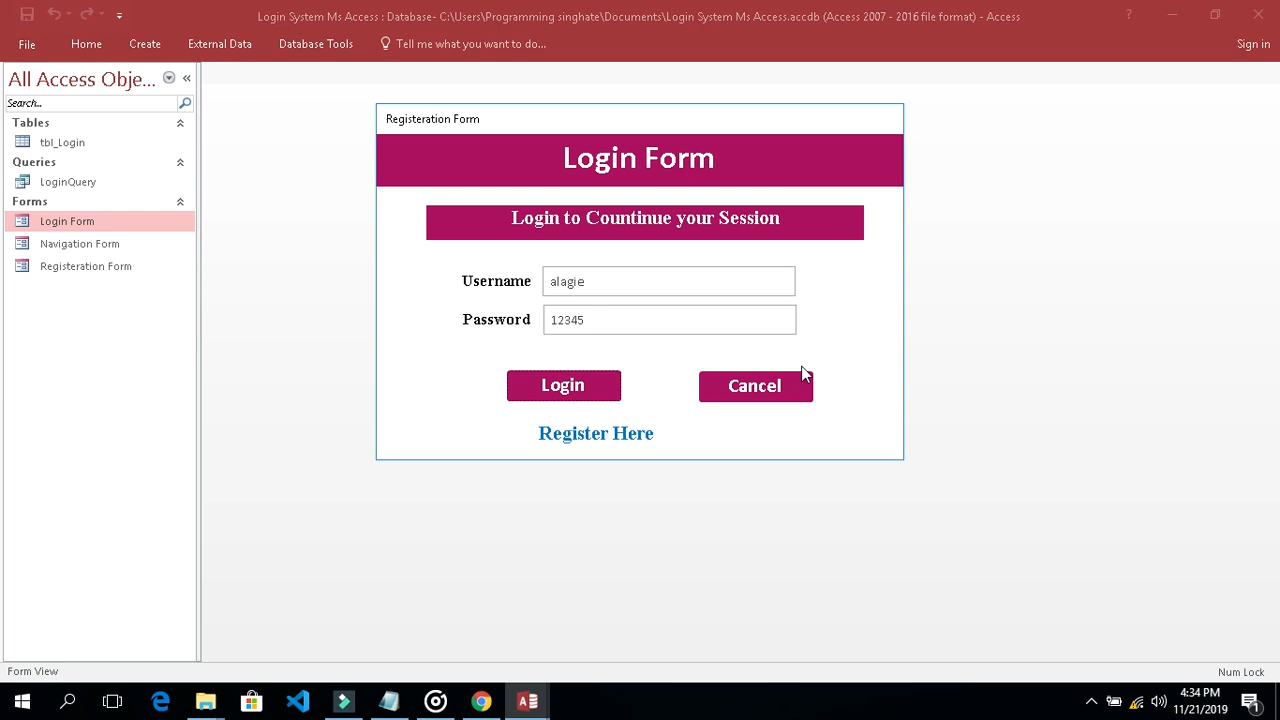 Login System Ms Access : Database- C:\Users\Programming singhate\Documents\Login System Ms Access.accdb (Access 2007 - 2016 file format) - Access
?
File Home Create External Data Database Tools Tell me what you want to do... Sign in
All Access Obje... «
Search...
Tables
tbl_Login
Queries
LoginQuery
Forms
Login Form
Navigation Form
Registeration Form
Registeration Form
Login Form
Login to Countinue your Session
Username alagie
Password 12345
Login Cancel
Register Here
Form View Num Lock
4:34 PM
11/21/2019
1